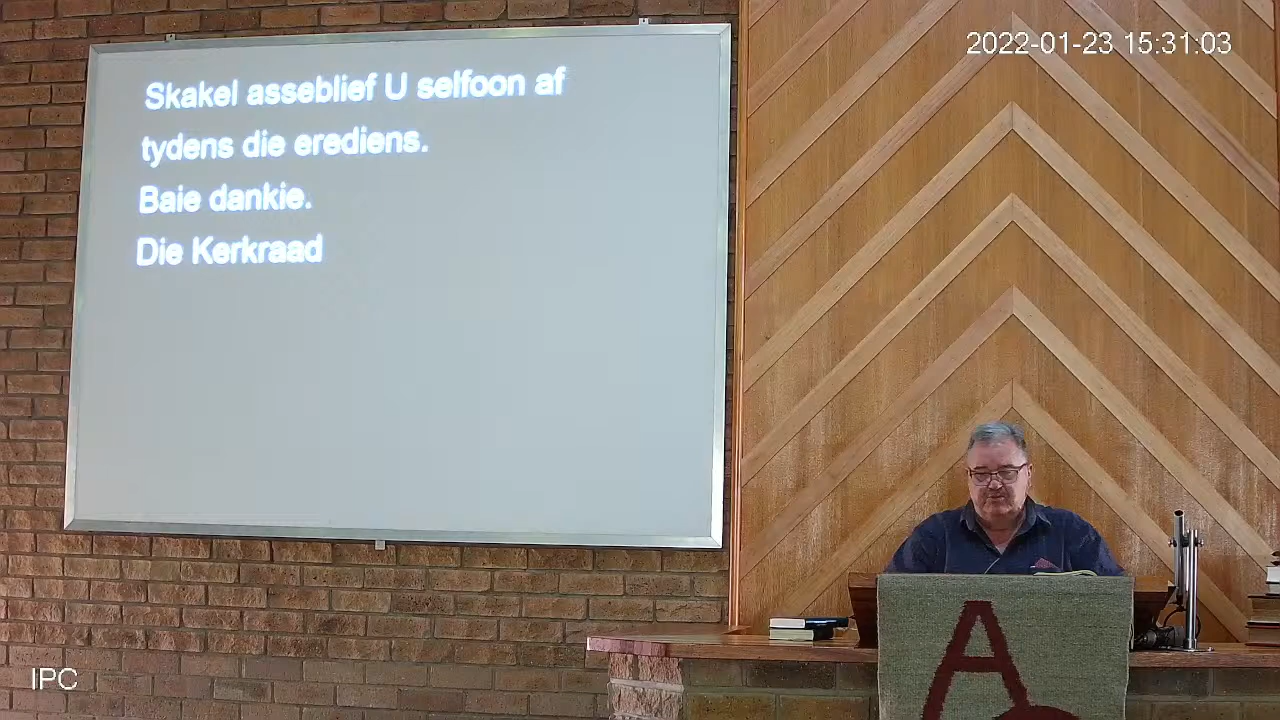 Skakel asseblief U selfoon af
tydens die erediens.
Baie dankie.
Die Kerkraad
2022-01-23 15:31:03
A
IPC